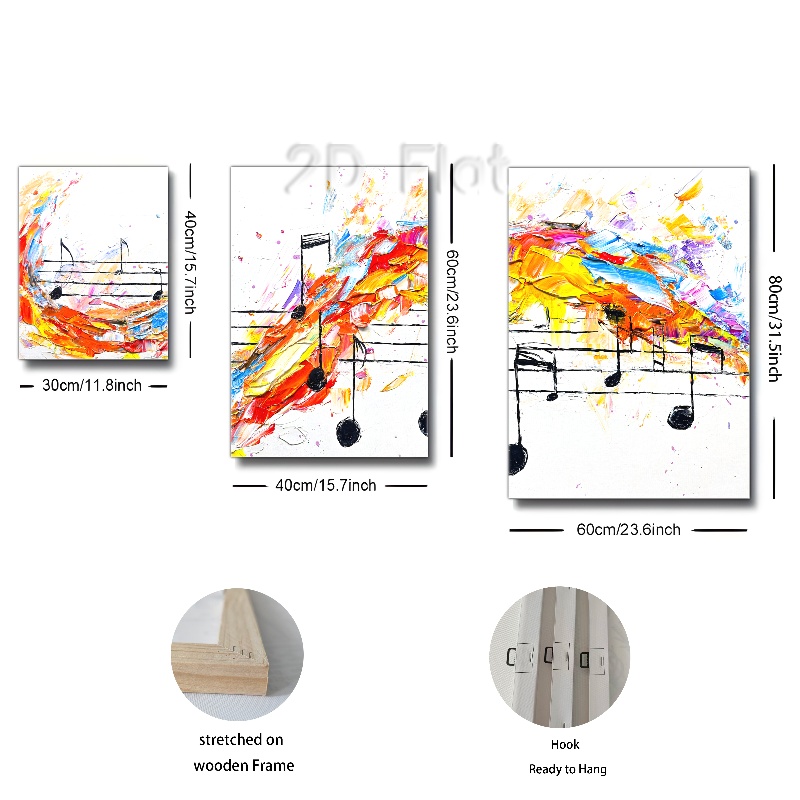 2D Flat
40cm/15.7inch
30cm/11.8inch
60cm/23.6inch
40cm/15.7inch
80cm/31.5inch
60cm/23.6inch
stretched on
wooden Frame
Hook
Ready to Hang